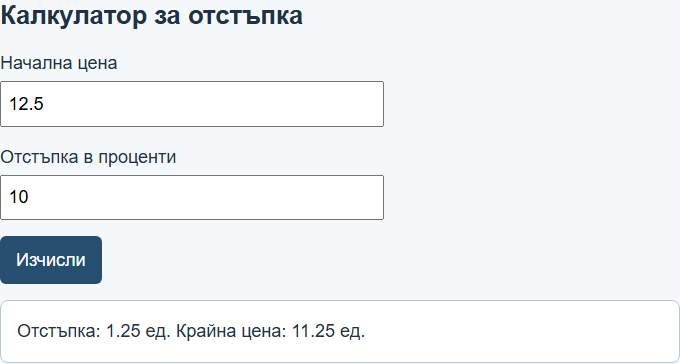 Калкулатор за отстъпка
Начална цена
12.5
Отстъпка в проценти
10
Изчисли
Отстъпка: 1.25 ед. Крайна цена: 11.25 ед.